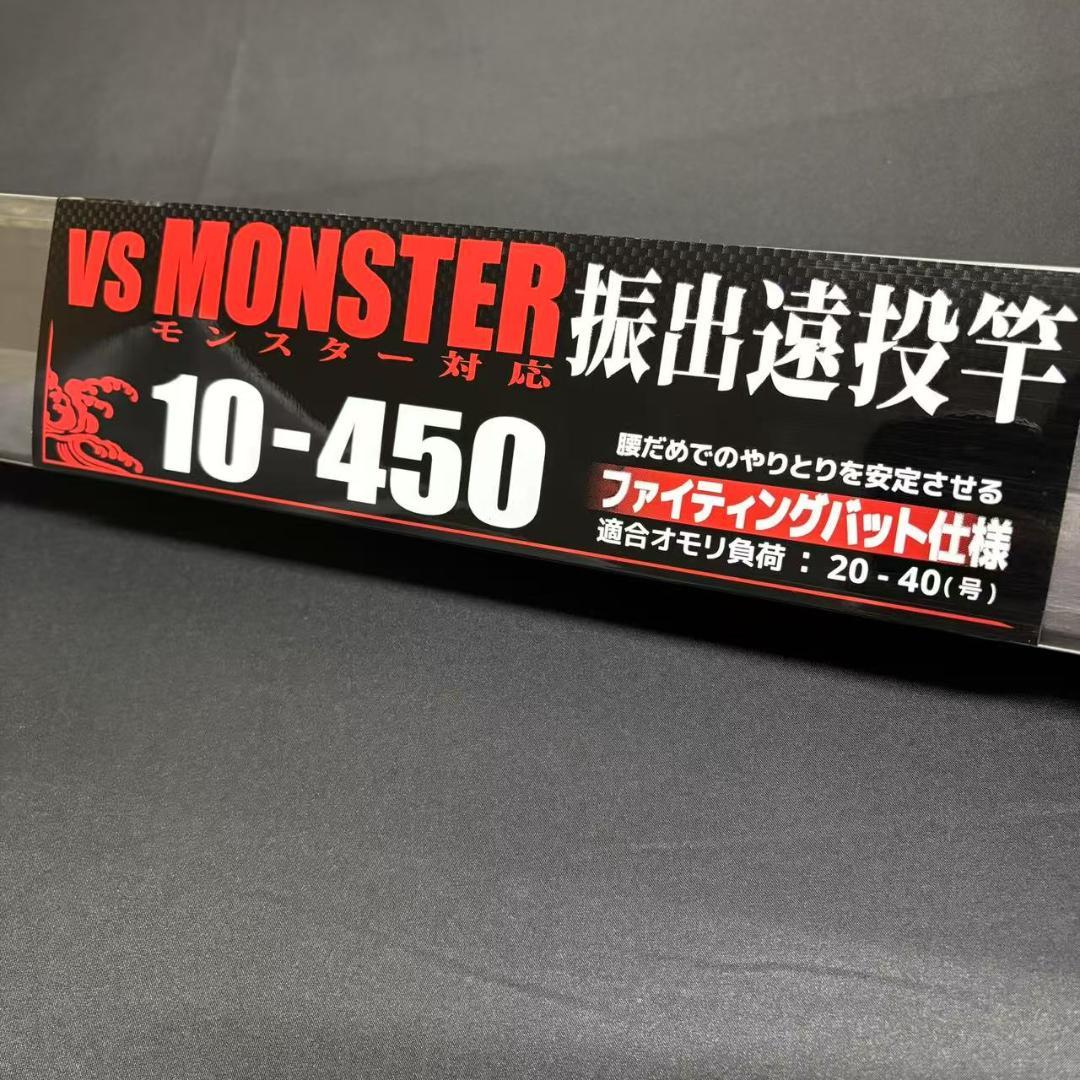 VS MONSTER 振出遠投竿
モンスター対応
10-450
腰だめでのやりとりを安定させる
ファイティングバット仕様
適合オモリ負荷：20-40(号)